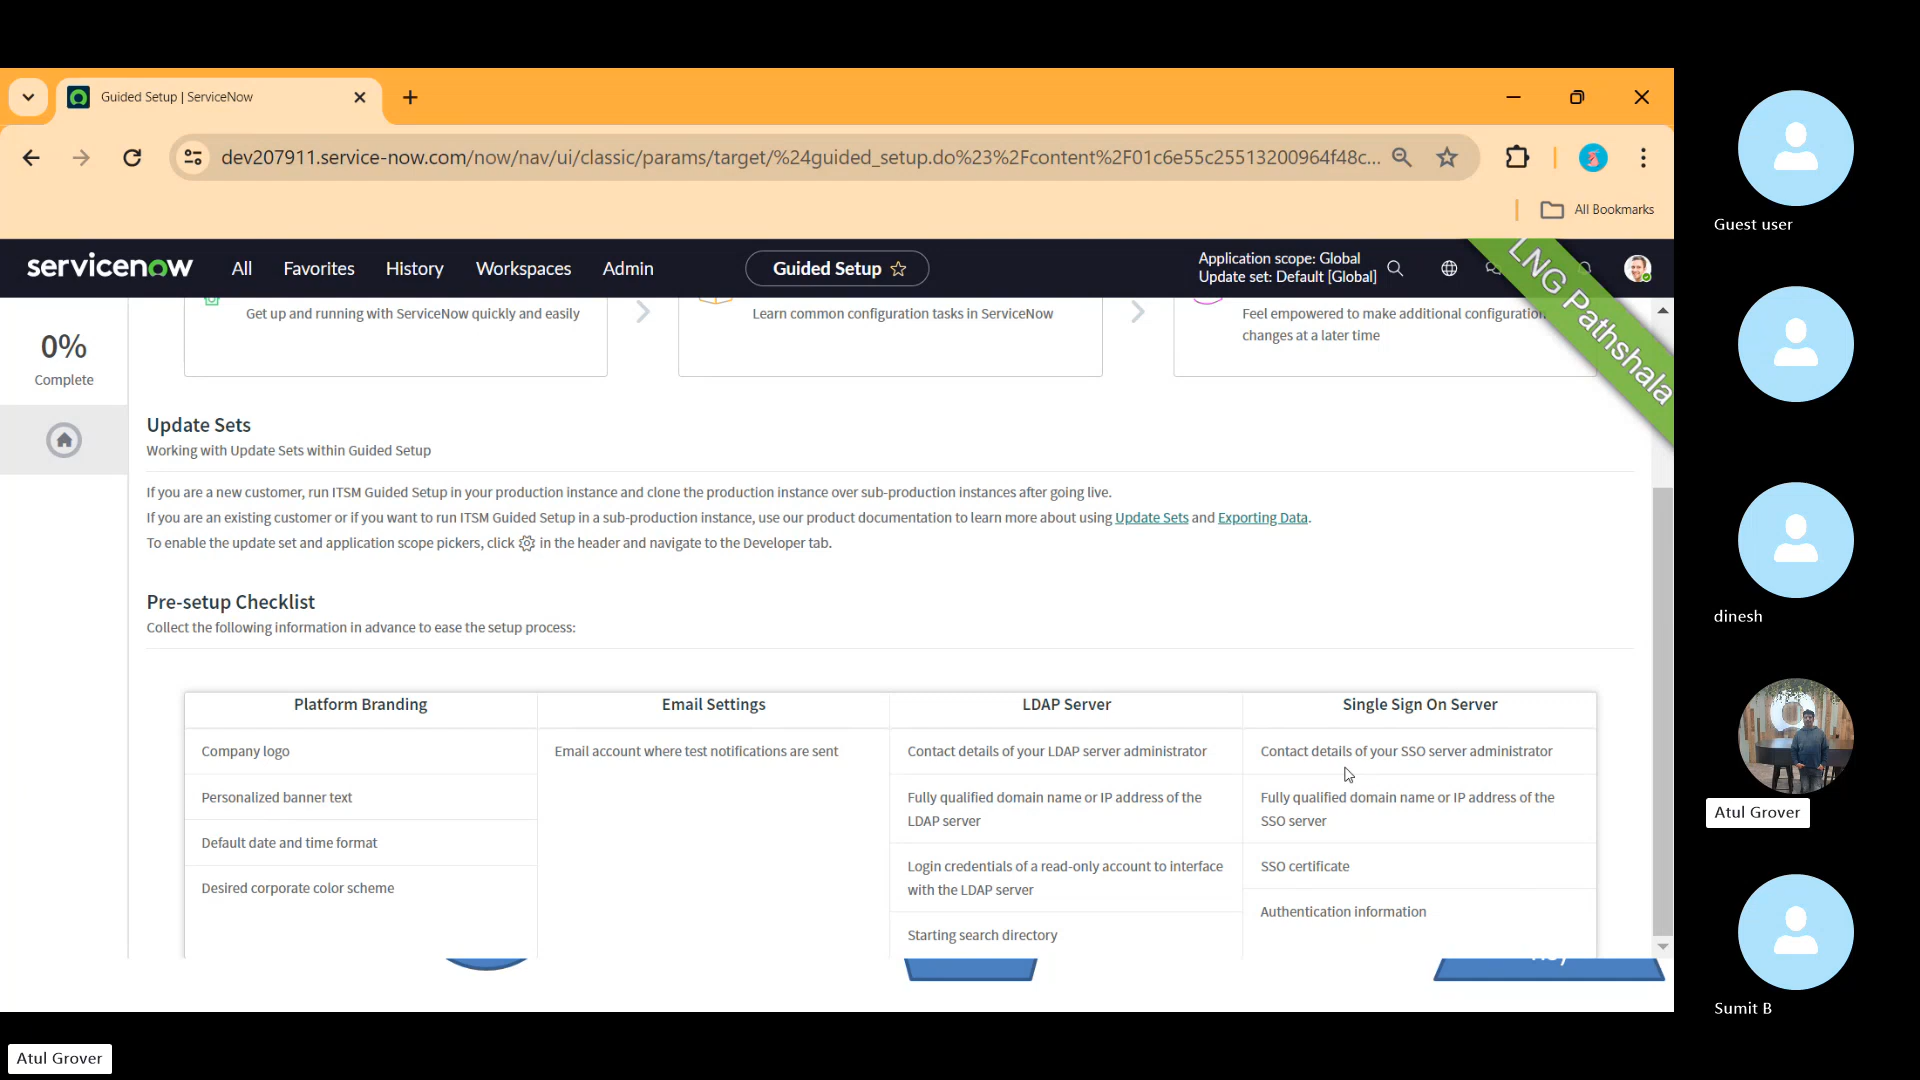 Guided Setup | ServiceNow
dev207911.service-now.com/now/nav/ui/classic/params/target/%24guided_setup.do%23%2Fcontent%2F01c6e55c25513200964f48c...
All Bookmarks
servicenow
All
Favorites
History
Workspaces
Admin
Guided Setup
Application scope: Global
Update set: Default [Global]
LNG Pathshala
0%
Complete
Get up and running with ServiceNow quickly and easily
Learn common configuration tasks in ServiceNow
Feel empowered to make additional configuration
changes at a later time
Update Sets
Working with Update Sets within Guided Setup
If you are a new customer, run ITSM Guided Setup in your production instance and clone the production instance over sub-production instances after going live.
If you are an existing customer or if you want to run ITSM Guided Setup in a sub-production instance, use our product documentation to learn more about using Update Sets and Exporting Data.
To enable the update set and application scope pickers, click in the header and navigate to the Developer tab.
Pre-setup Checklist
Collect the following information in advance to ease the setup process:
Platform Branding
Company logo
Personalized banner text
Default date and time format
Desired corporate color scheme
Email Settings
Email account where test notifications are sent
LDAP Server
Contact details of your LDAP server administrator
Fully qualified domain name or IP address of the
LDAP server
Login credentials of a read-only account to interface
with the LDAP server
Starting search directory
Single Sign On Server
Contact details of your SSO server administrator
Fully qualified domain name or IP address of the
SSO server
SSO certificate
Authentication information
Guest user
dinesh
Atul Grover
Sumit B
Atul Grover